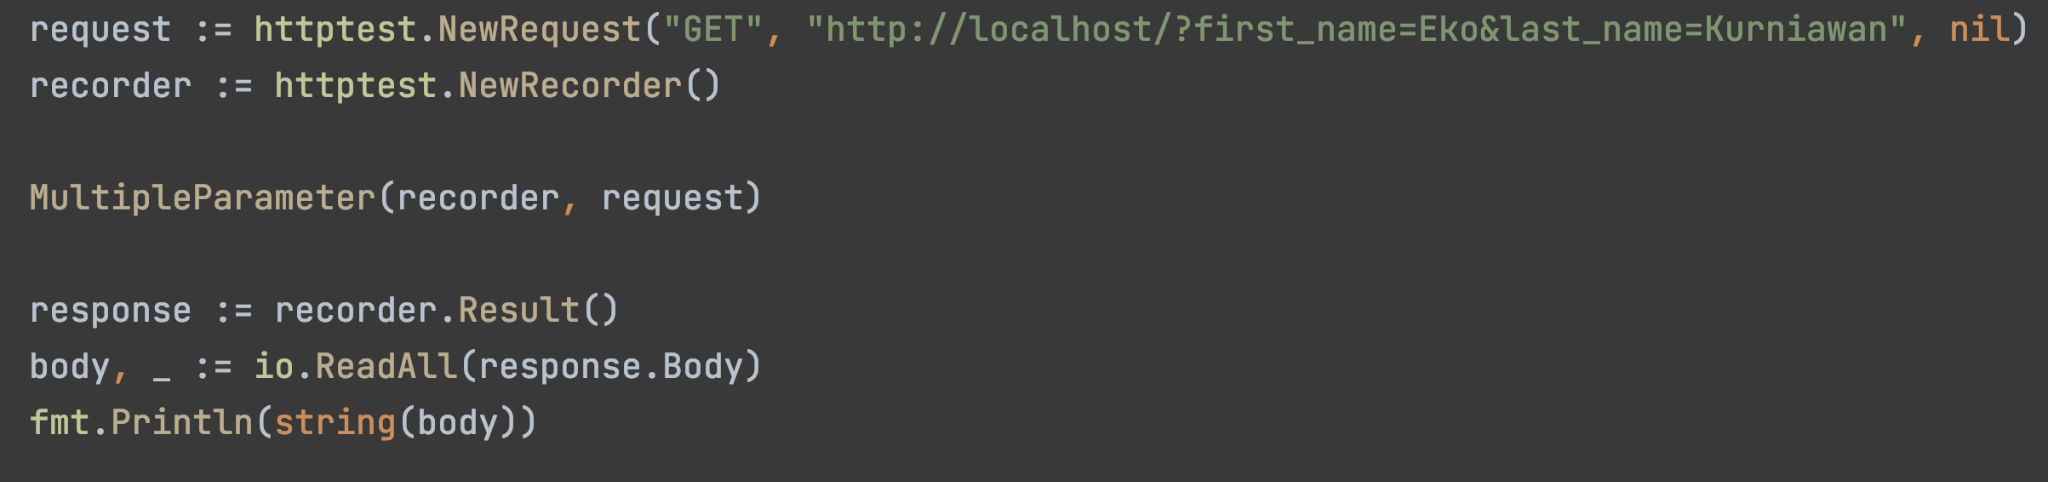 request := httptest.NewRequest("GET", "http://localhost/?first_name=Eko&last_name=Kurniawan", nil)
recorder := httptest.NewRecorder()
MultipleParameter(recorder, request)
response := recorder.Result()
body, _ := io.ReadAll(response.Body)
fmt.Println(string(body))